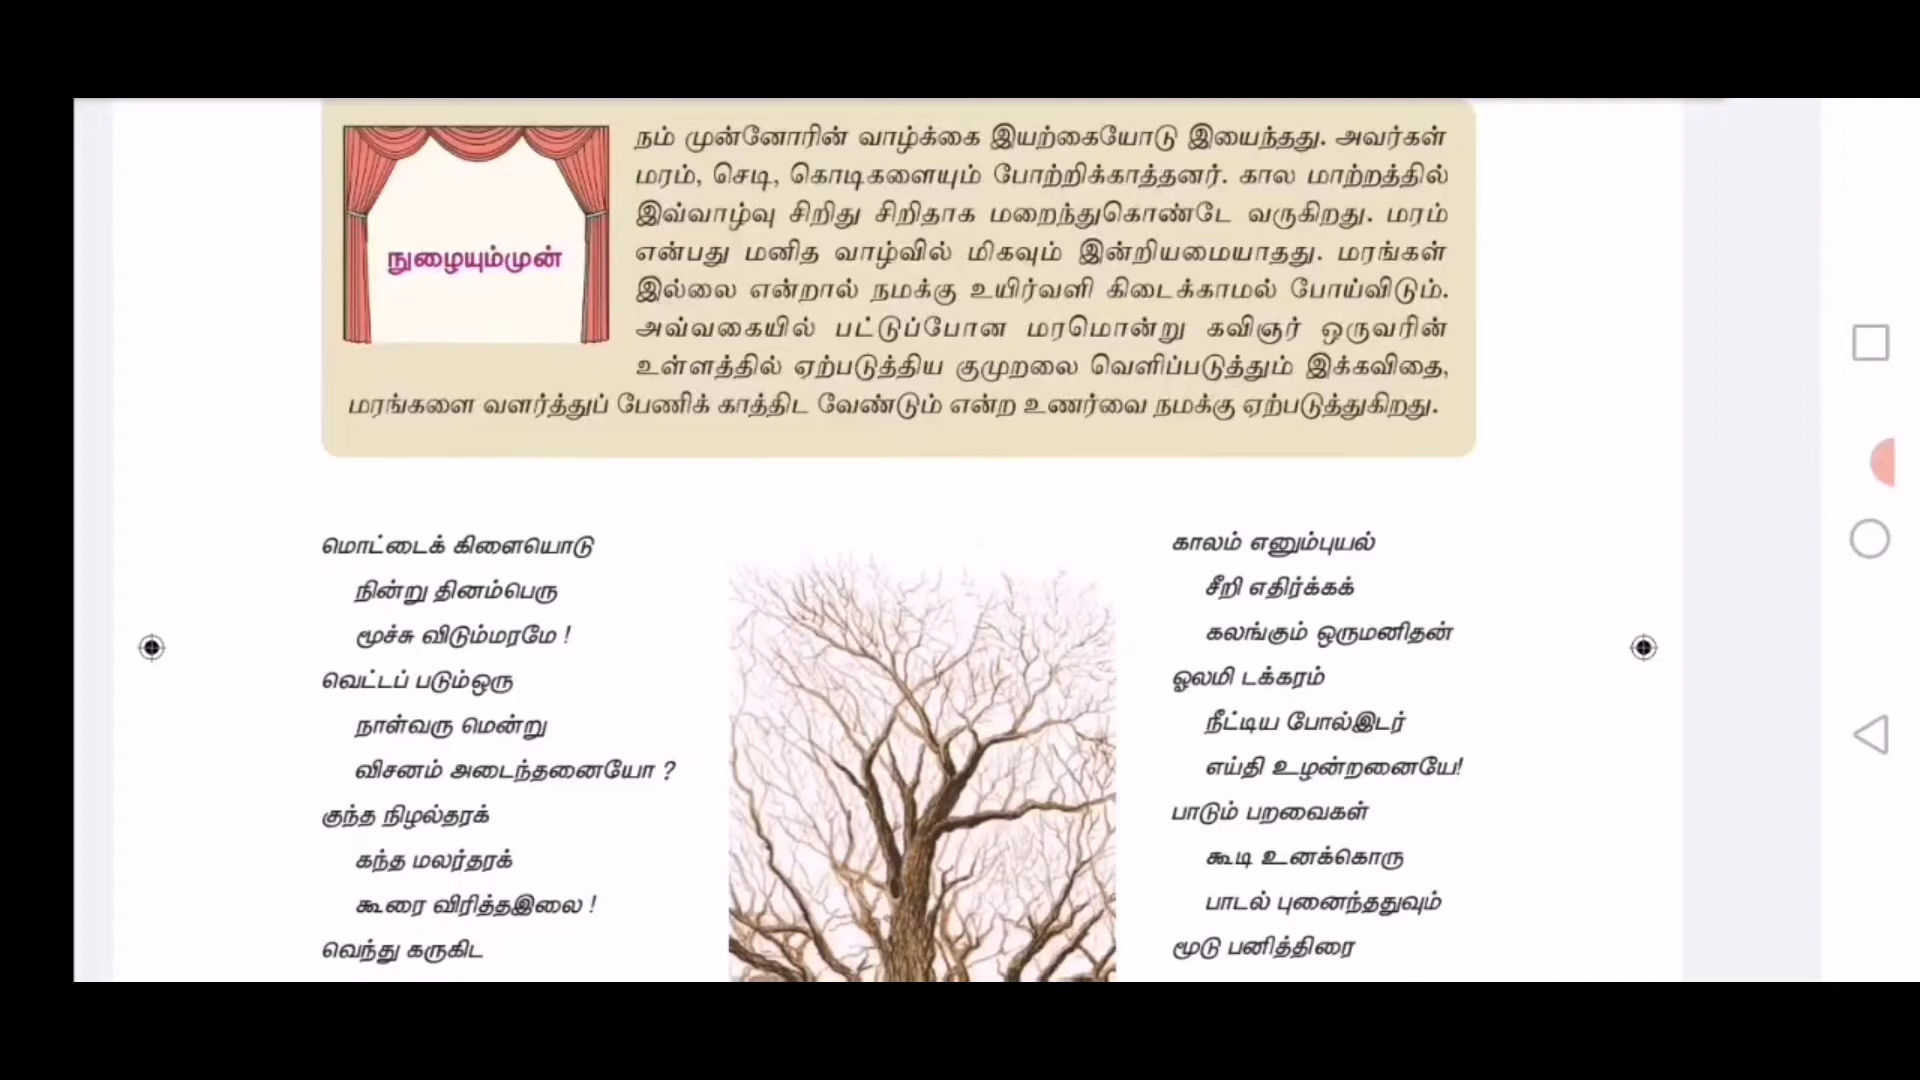 நுழையும்முன்
நம் முன்னோரின் வாழ்க்கை இயற்கையோடு இயைந்தது. அவர்கள்
மரம், செடி, கொடிகளையும் போற்றிக்காத்தனர். கால மாற்றத்தில்
இவ்வாழ்வு சிறிது சிறிதாக மறைந்துகொண்டே வருகிறது. மரம்
என்பது மனித வாழ்வில் மிகவும் இன்றியமையாதது. மரங்கள்
இல்லை என்றால் நமக்கு உயிர்வளி கிடைக்காமல் போய்விடும்.
அவ்வகையில் பட்டுப்போன மரமொன்று கவிஞர் ஒருவரின்
உள்ளத்தில் ஏற்படுத்திய குமுறலை வெளிப்படுத்தும் இக்கவிதை,
மரங்களை வளர்த்துப் பேணிக் காத்திட வேண்டும் என்ற உணர்வை நமக்கு ஏற்படுத்துகிறது.
மொட்டைக் கிளையொடு
நின்று தினம்பெரு
மூச்சு விடும்மரமே !
வெட்டப் படும்ஒரு
நாள்வரு மென்று
விசனம் அடைந்தனையோ ?
குந்த நிழல்தரக்
கந்த மலர்தரக்
கூரை விரித்தஇலை !
வெந்து கருகிட
காலம் எனும்புயல்
சீறி எதிர்க்கக்
கலங்கும் ஒருமனிதன்
ஓலமி டக்கரம்
நீட்டிய போல்இடர்
எய்தி உழன்றனையே!
பாடும் பறவைகள்
கூடி உனக்கொரு
பாடல் புனைந்ததுவும்
மூடு பனித்திரை